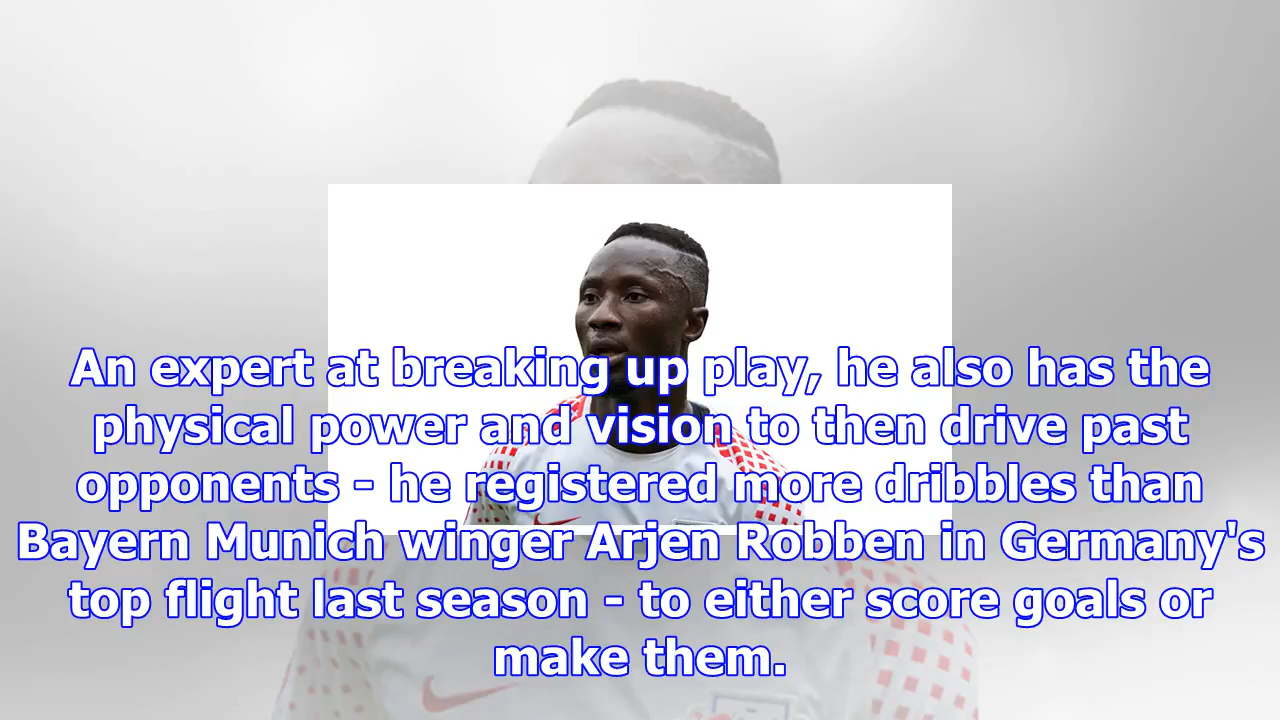 An expert at breaking up play, he also has the
physical power and vision to then drive past
opponents - he registered more dribbles than
Bayern Munich winger Arjen Robben in Germany's
top flight last season - to either score goals or
make them.